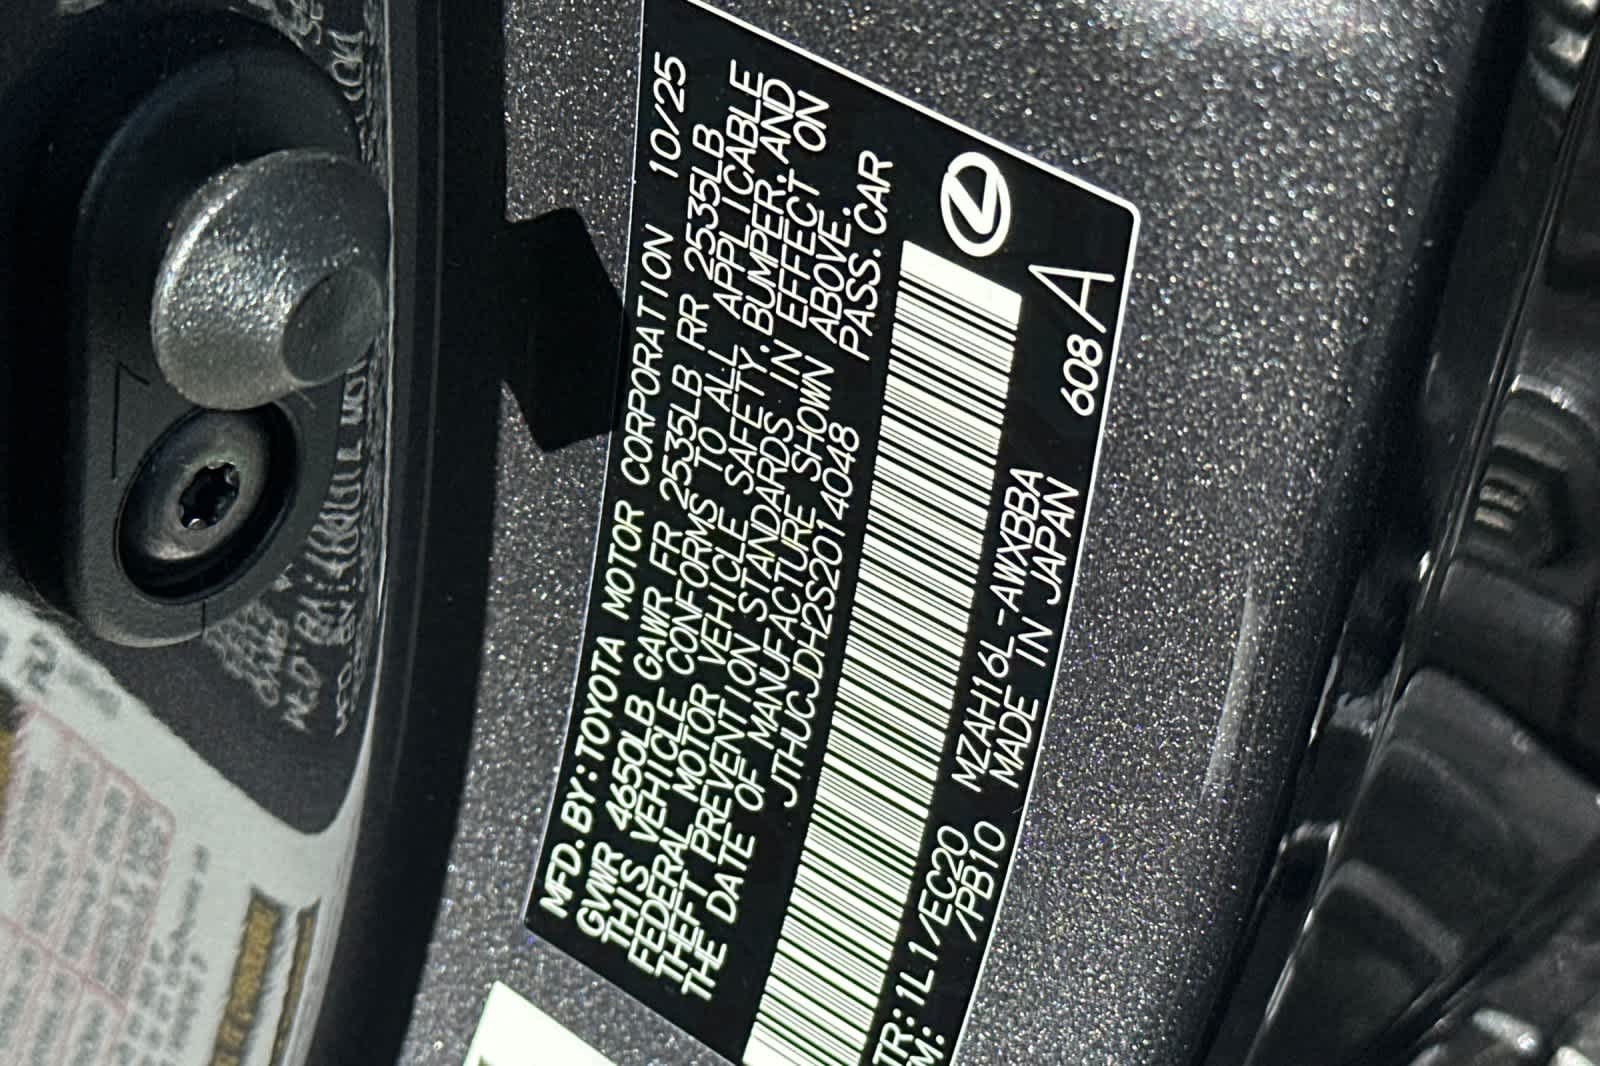 MFD. BY: TOYOTA MOTOR CORPORATION 10/25
GVWR 4650LB GAWR FR 2535LB RR 2535LB
THIS VEHICLE CONFORMS TO ALL APPLICABLE
FEDERAL MOTOR VEHICLE SAFETY, BUMPER, AND
THEFT PREVENTION STANDARDS IN EFFECT ON
THE DATE OF MANUFACTURE SHOWN ABOVE.
JTHUCJDH2S2014048 PASS. CAR
MZAH16L-AWXBBA 608 A
TR: 1L1/EC20 MADE IN JAPAN
M: /PB10